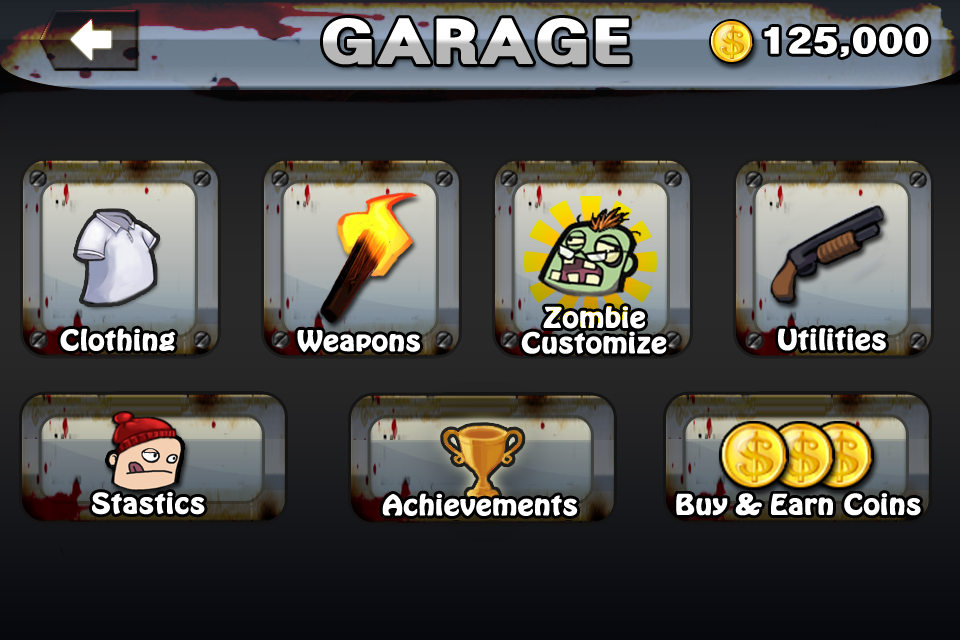 GARAGE
125,000
Clothing
Weapons
Zombie
Customize
Utilities
Stastics
Achievements
Buy & Earn Coins